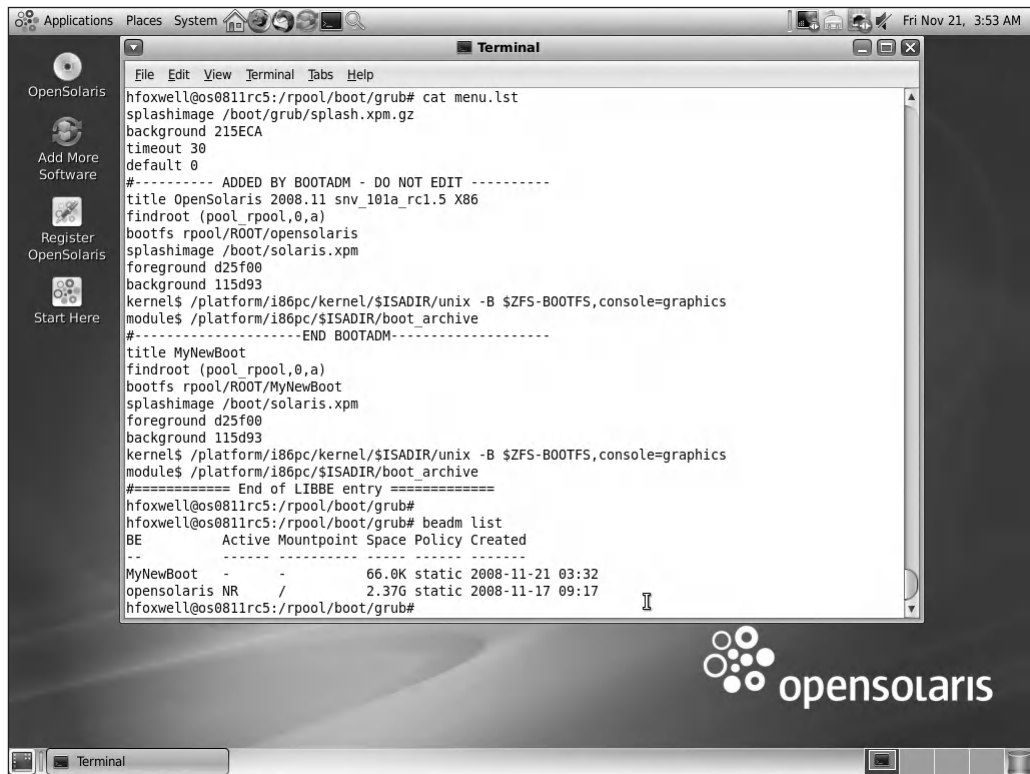 Applications Places System
Fri Nov 21, 3:53 AM
OpenSolaris
Add More
Software
Register
OpenSolaris
Start Here
Terminal
File Edit View Terminal Tabs Help
hfoxwell@os0811rc5:/rpool/boot/grub# cat menu.lst
splashimage /boot/grub/splash.xpm.gz
background 215ECA
timeout 30
default 0
#---------- ADDED BY BOOTADM - DO NOT EDIT ----------
title OpenSolaris 2008.11 snv_101a_rc1.5 X86
findroot (pool_rpool,0,a)
bootfs rpool/ROOT/opensolaris
splashimage /boot/solaris.xpm
foreground d25f00
background 115d93
kernel$ /platform/i86pc/kernel/$ISADIR/unix -B $ZFS-BOOTFS,console=graphics
module$ /platform/i86pc/$ISADIR/boot_archive
#---------------------END BOOTADM--------------------
title MyNewBoot
findroot (pool_rpool,0,a)
bootfs rpool/ROOT/MyNewBoot
splashimage /boot/solaris.xpm
foreground d25f00
background 115d93
kernel$ /platform/i86pc/kernel/$ISADIR/unix -B $ZFS-BOOTFS,console=graphics
module$ /platform/i86pc/$ISADIR/boot_archive
#============ End of LIBBE entry =============
hfoxwell@os0811rc5:/rpool/boot/grub#
hfoxwell@os0811rc5:/rpool/boot/grub# beadm list
BE          Active Mountpoint Space Policy Created
--          ------ ---------- ----- ------ -------
MyNewBoot   -      -          66.0K static 2008-11-21 03:32
opensolaris NR     /          2.37G static 2008-11-17 09:17
hfoxwell@os0811rc5:/rpool/boot/grub#
opensolaris
Terminal